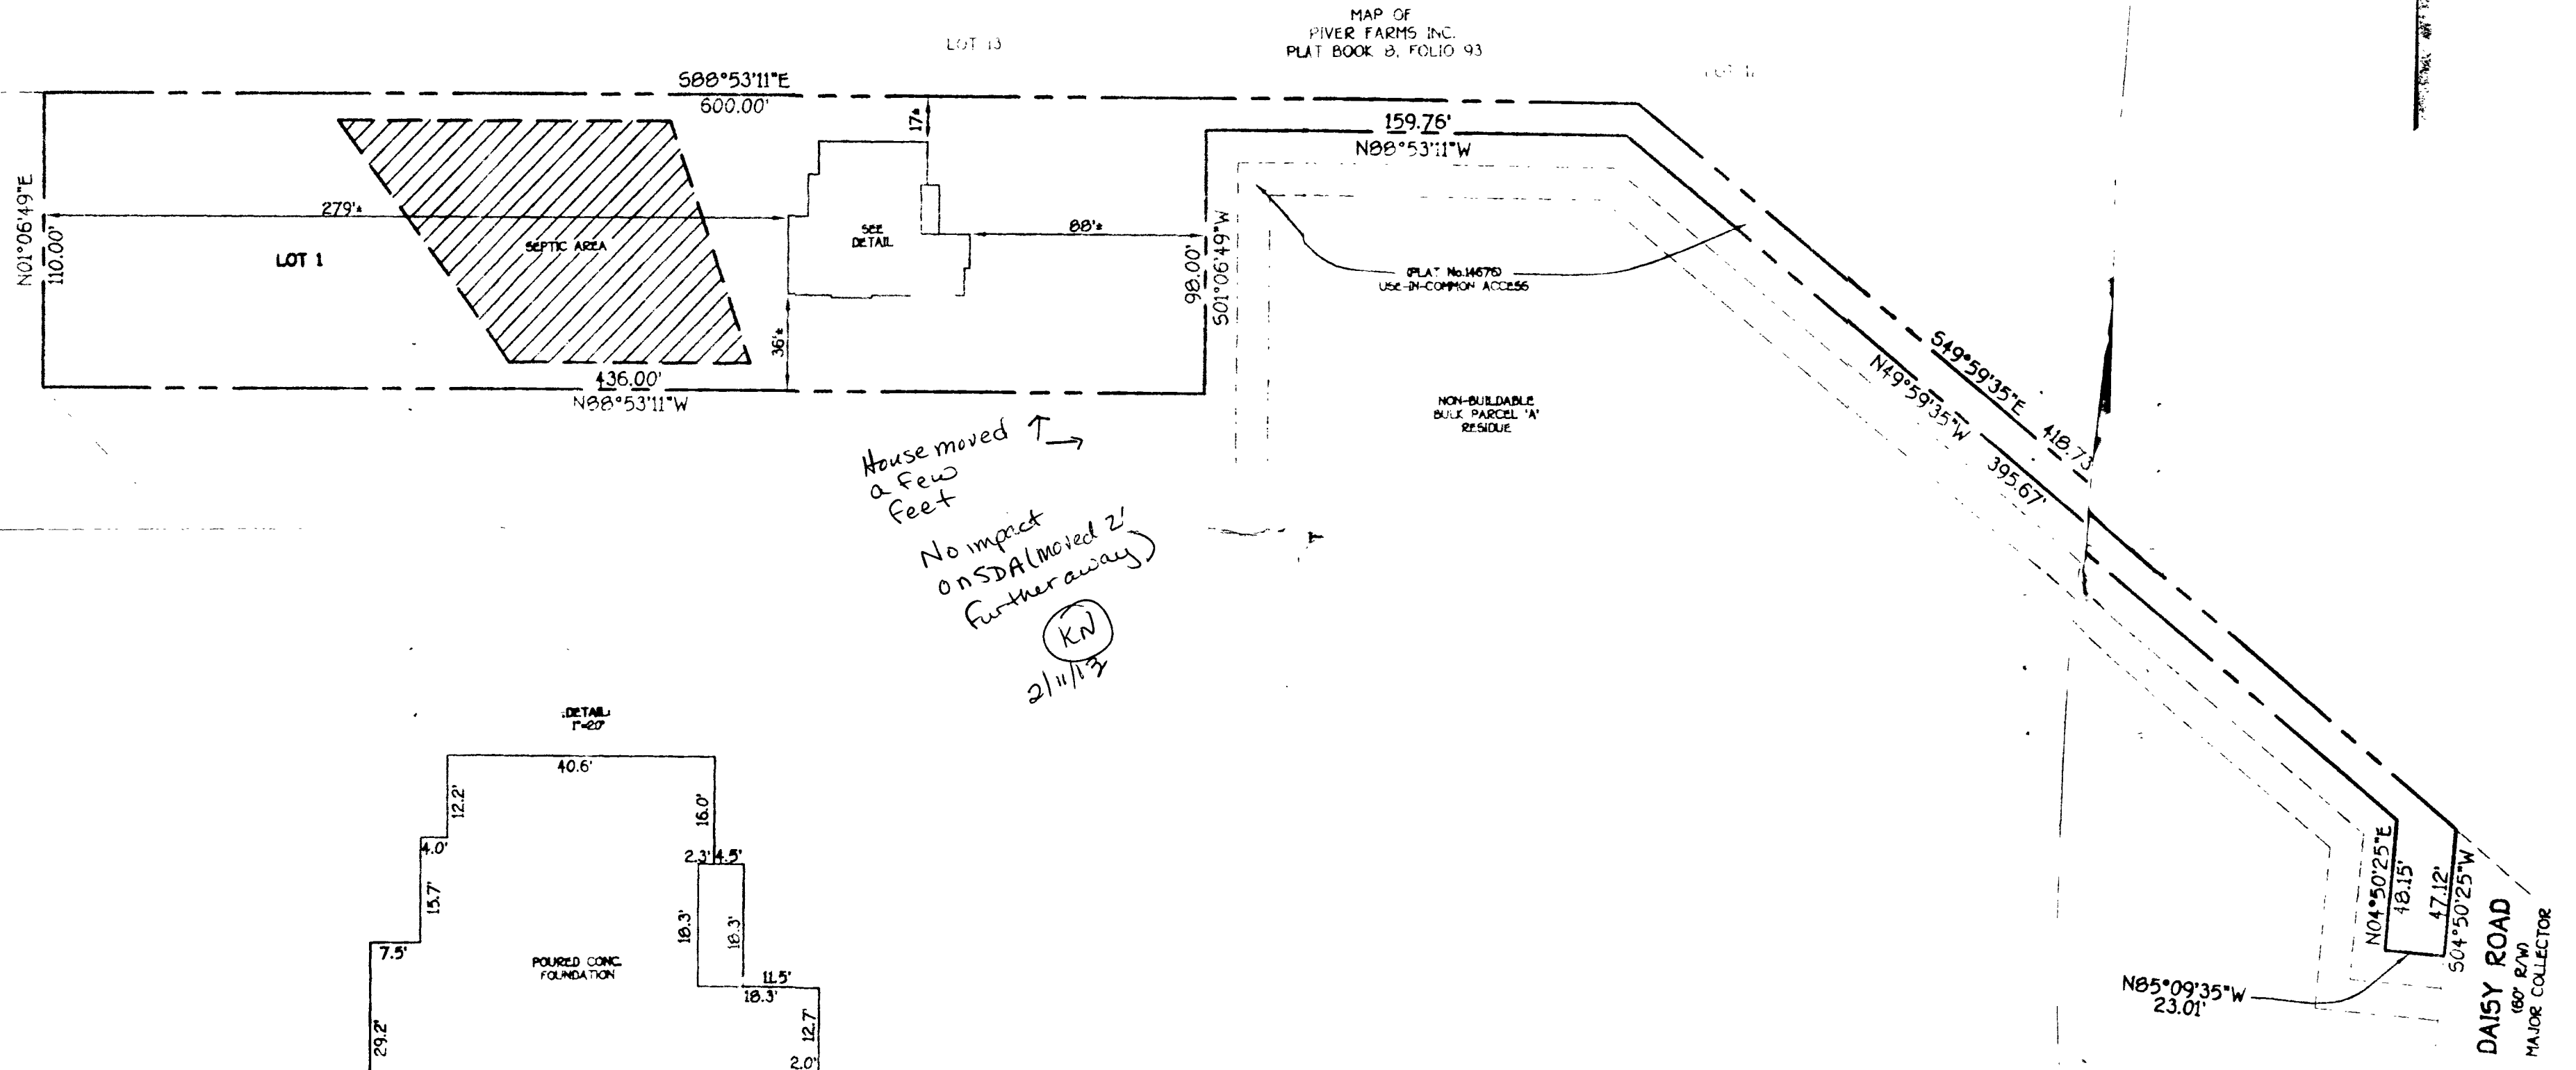 MAP OF
PIVER FARMS INC.
PLAT BOOK 8, FOLIO 93
LOT 13
S88°53'11"E
600.00'
17'±
159.76'
N88°53'11"W
N01°06'49"E
110.00'
279'±
LOT 1
SEPTIC AREA
SEE
DETAIL
88'±
98.00'
S01°06'49"W
(PLAT No.14676)
USE-IN-COMMON ACCESS
36'±
436.00'
N88°53'11"W
NON-BUILDABLE
BULK PARCEL 'A'
RESIDUE
S49°59'35"E
418.73'
N49°59'35"W
395.67'
House moved ↑→
a few
feet
No impact
on SDA (moved 2'
further away)
KN
2/11/13
DETAIL
1"=20'
40.6'
12.2'
16.0'
4.0'
2.3' 4.5'
15.7'
18.3'
18.3'
7.5'
POURED CONC.
FOUNDATION
11.5'
18.3'
29.2'
12.7'
2.0'
N04°50'25"E
48.15'
47.12'
S04°50'25"W
N85°09'35"W
23.01'
DAISY ROAD
(60' R/W)
MAJOR COLLECTOR